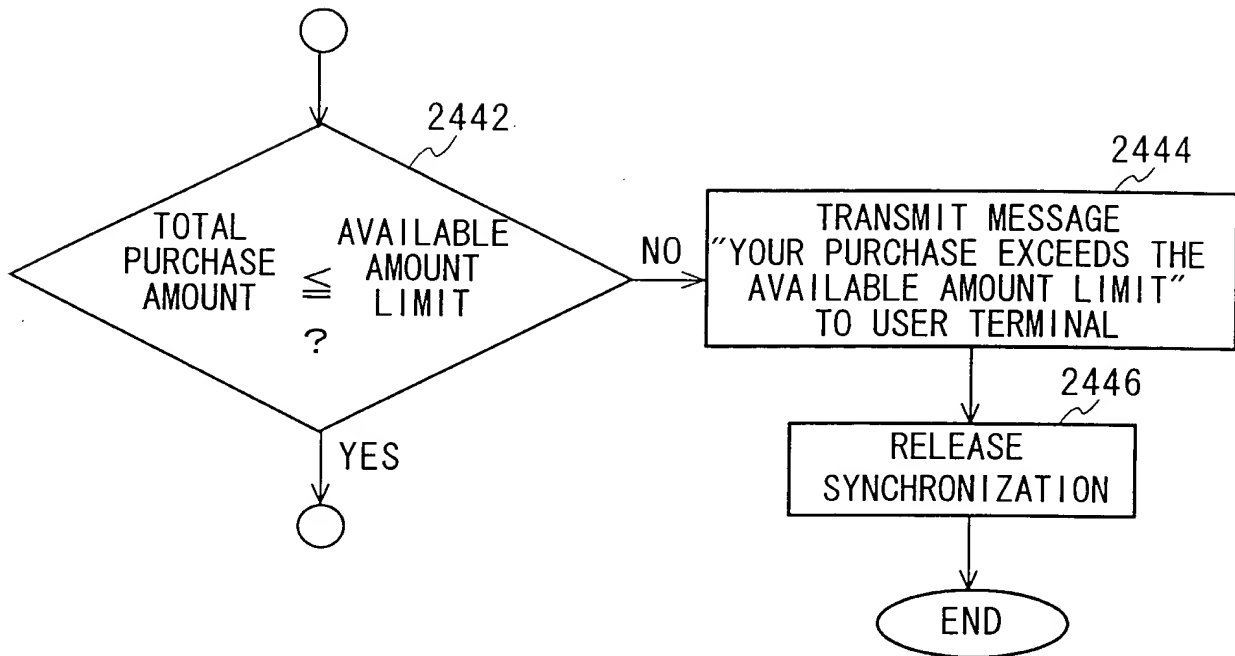 2442
TOTAL
PURCHASE
AMOUNT
≦
?
AVAILABLE
AMOUNT
LIMIT
NO
YES
2444
TRANSMIT MESSAGE
"YOUR PURCHASE EXCEEDS THE
AVAILABLE AMOUNT LIMIT"
TO USER TERMINAL
2446
RELEASE
SYNCHRONIZATION
END